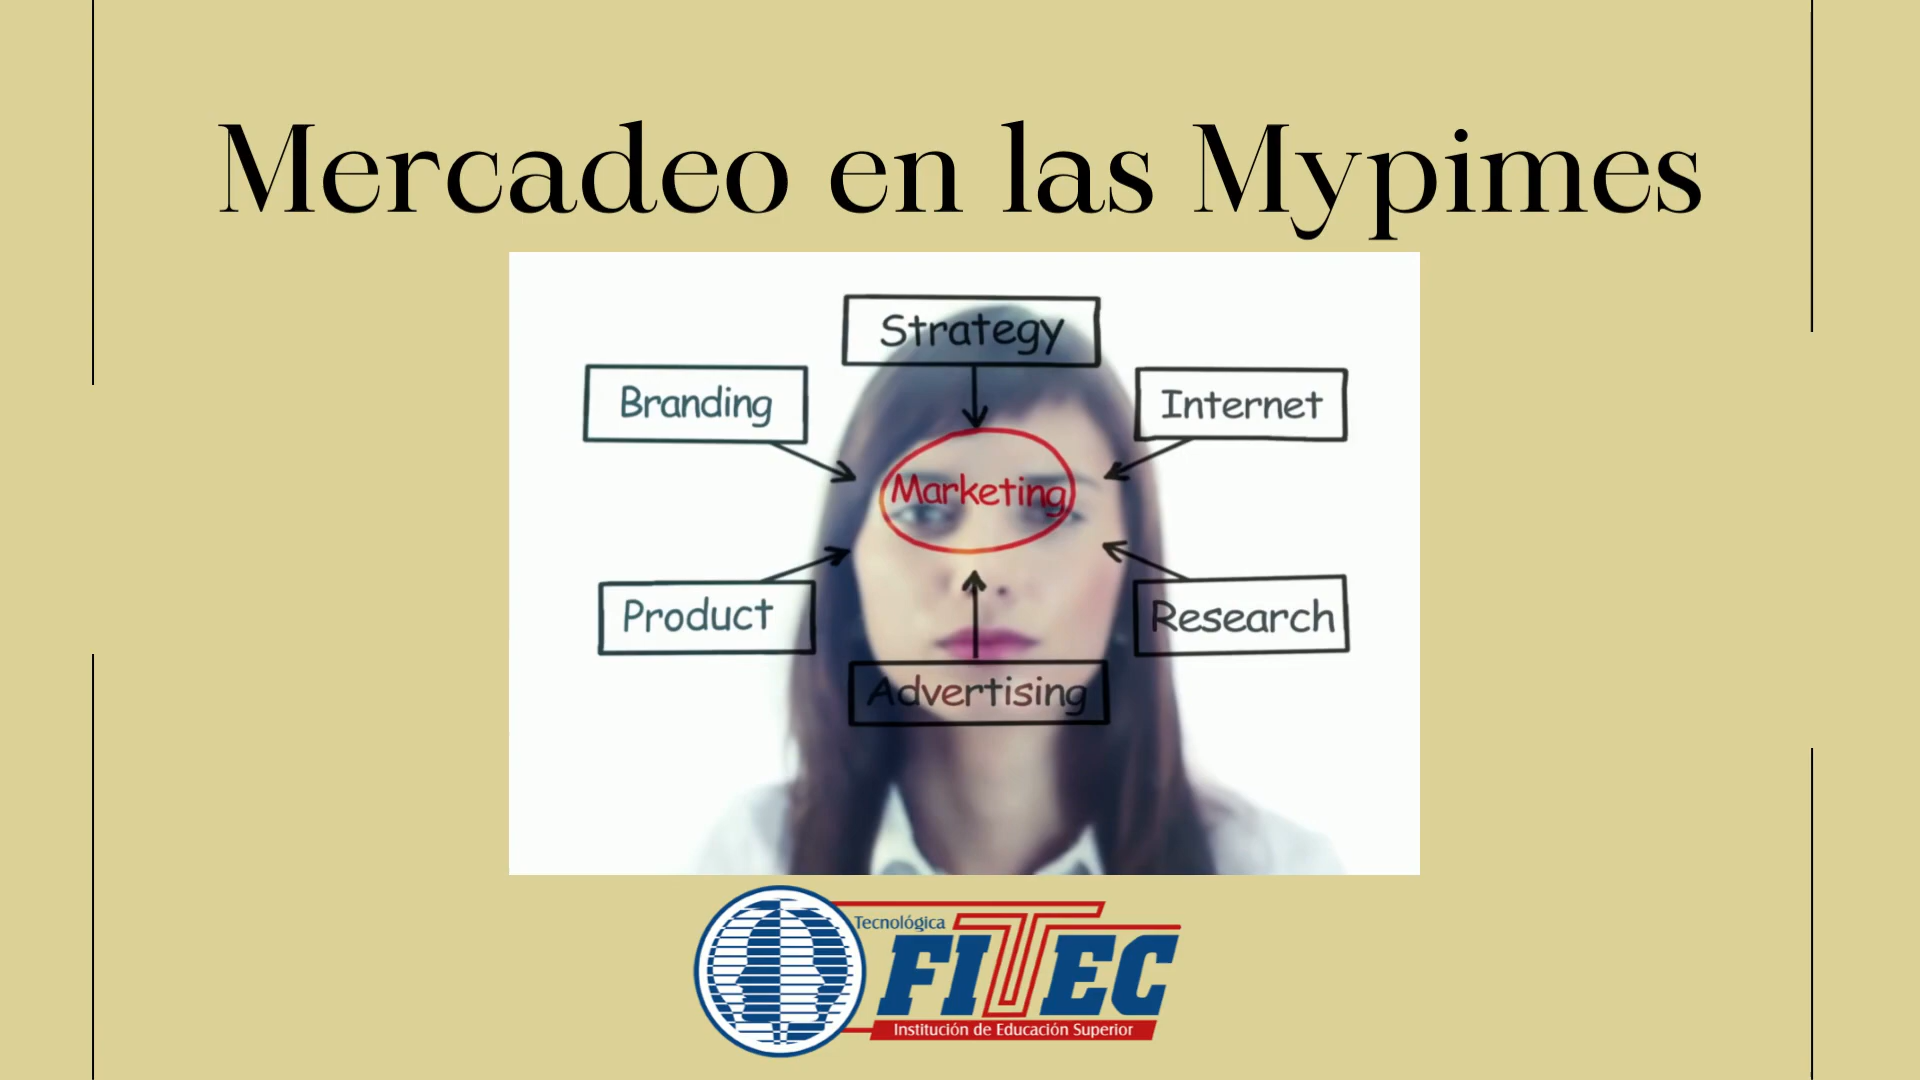 Mercadeo en las Mypimes
Strategy
Branding
Internet
Marketing
Product
Research
Advertising
Tecnológica
FITEC
Institución de Educación Superior